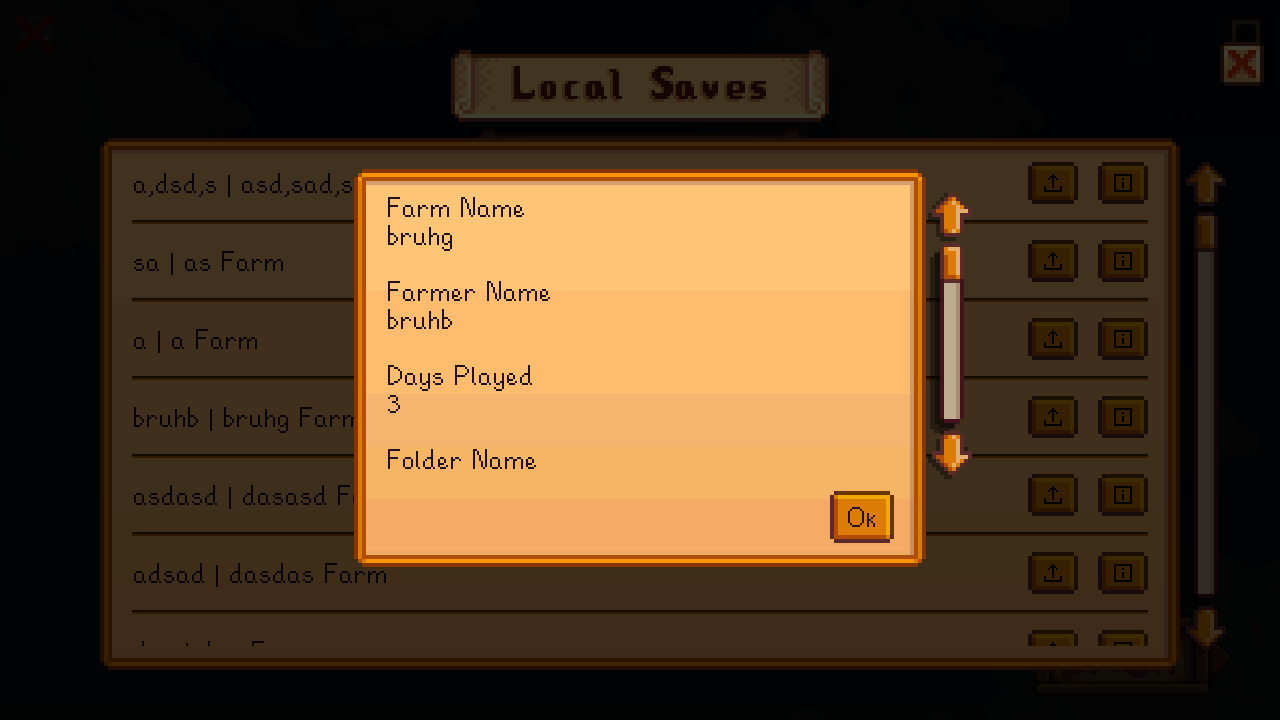 Local Saves
a,dsd,s | asd,sad,s
sa | as Farm
a | a Farm
bruhb | bruhg Farm
asdasd | dasasd
adsad | dasdas Farm
Farm Name
bruhg
Farmer Name
bruhb
Days Played
3
Folder Name
Ok